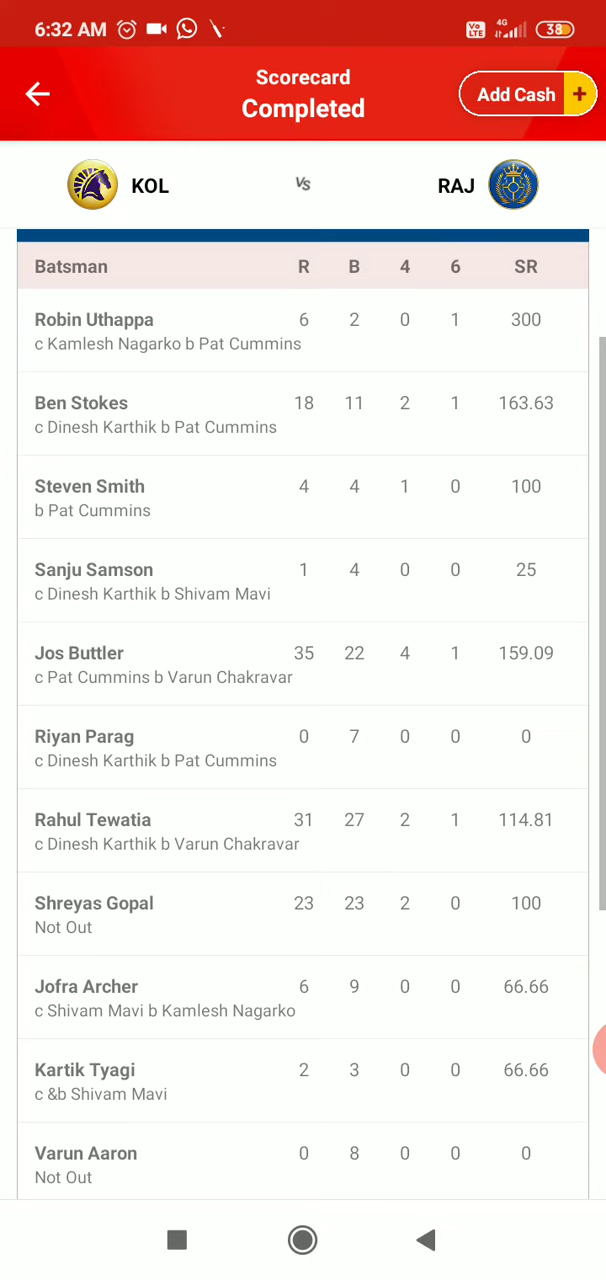 6:32 AM
Vo LTE 4G 38
Scorecard
Completed
Add Cash +
KOL Vs RAJ
Batsman R B 4 6 SR
Robin Uthappa 6 2 0 1 300
c Kamlesh Nagarko b Pat Cummins
Ben Stokes 18 11 2 1 163.63
c Dinesh Karthik b Pat Cummins
Steven Smith 4 4 1 0 100
b Pat Cummins
Sanju Samson 1 4 0 0 25
c Dinesh Karthik b Shivam Mavi
Jos Buttler 35 22 4 1 159.09
c Pat Cummins b Varun Chakravar
Riyan Parag 0 7 0 0 0
c Dinesh Karthik b Pat Cummins
Rahul Tewatia 31 27 2 1 114.81
c Dinesh Karthik b Varun Chakravar
Shreyas Gopal 23 23 2 0 100
Not Out
Jofra Archer 6 9 0 0 66.66
c Shivam Mavi b Kamlesh Nagarko
Kartik Tyagi 2 3 0 0 66.66
c &b Shivam Mavi
Varun Aaron 0 8 0 0 0
Not Out